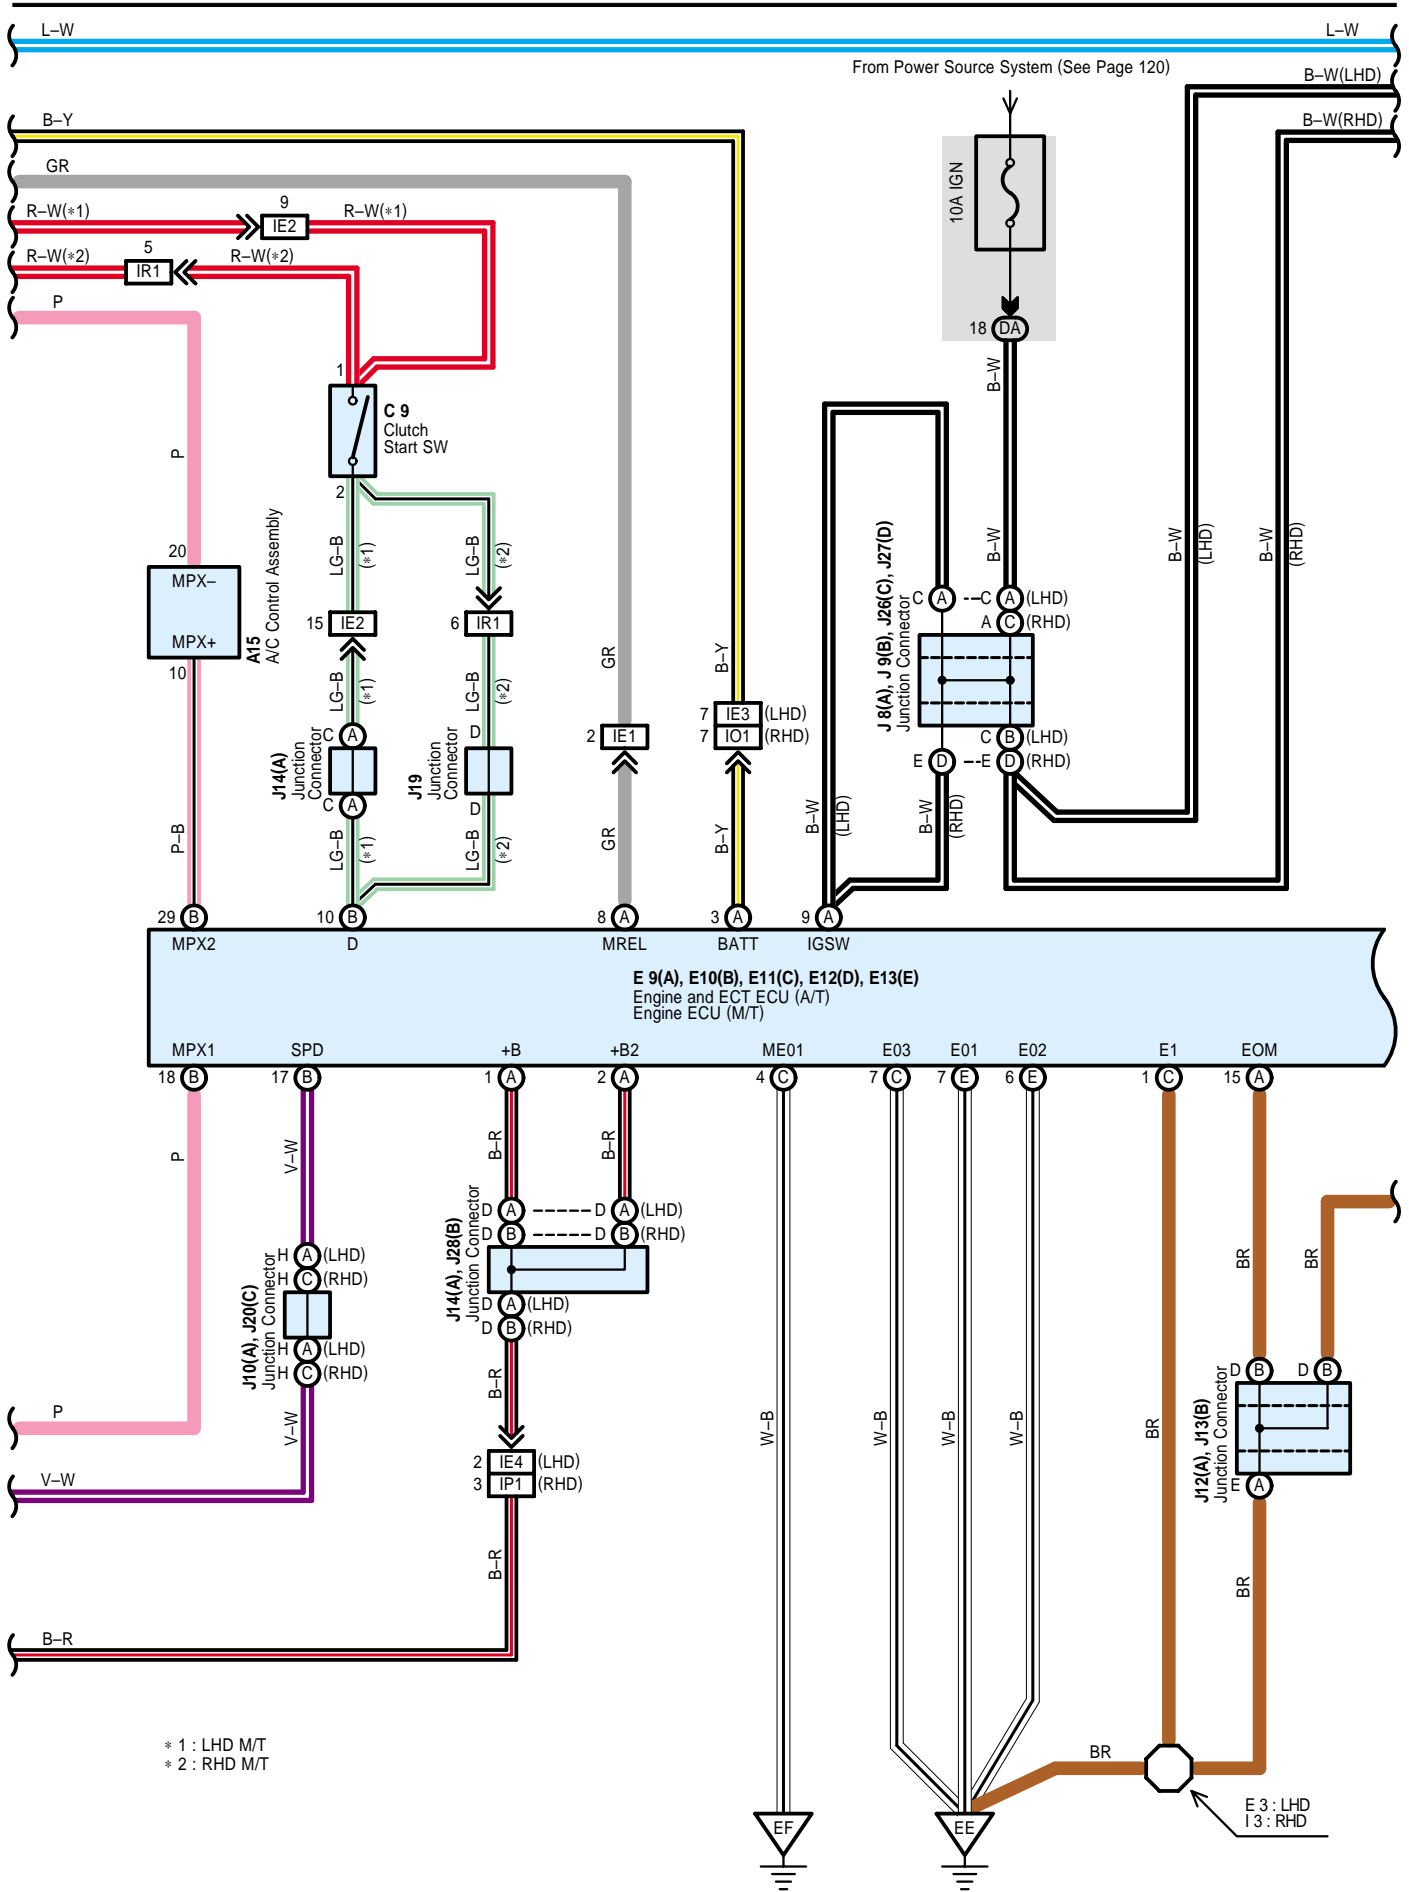 L–W
L–W
From Power Source System (See Page 120)
B–W(LHD)
B–Y
B–W(RHD)
GR
10A IGN
R–W(∗1)
9
IE2
R–W(∗1)
R–W(∗2)
5
IR1
R–W(∗2)
P
18
DA
B–W
1
C 9
Clutch
Start SW
2
P
20
MPX–
MPX+
10
A15
A/C Control Assembly
LG–B
(∗1)
LG–B
(∗2)
15
IE2
6
IR1
LG–B
(∗1)
LG–B
(∗2)
GR
B–Y
B–W
B–W
(LHD)
B–W
(RHD)
J 8(A), J 9(B), J26(C), J27(D)
Junction Connector
C
A
C
A
(LHD)
A
C
(RHD)
C
B
(LHD)
E
D
E
D
(RHD)
7
IE3
(LHD)
7
IO1
(RHD)
2
IE1
J14(A)
Junction
Connector
C
A
C
A
J19
Junction
Connector
D
D
P–B
LG–B
(∗1)
LG–B
(∗2)
GR
B–Y
B–W
(LHD)
B–W
(RHD)
29
B
10
B
8
A
3
A
9
A
MPX2
D
MREL
BATT
IGSW
E 9(A), E10(B), E11(C), E12(D), E13(E)
Engine and ECT ECU (A/T)
Engine ECU (M/T)
MPX1
SPD
+B
+B2
ME01
E03
E01
E02
E1
EOM
18
B
17
B
1
A
2
A
4
C
7
C
7
E
6
E
1
C
15
A
P
V–W
B–R
B–R
J14(A), J28(B)
Junction Connector
D
A
D
A
(LHD)
D
B
D
B
(RHD)
D
A
(LHD)
D
B
(RHD)
J10(A), J20(C)
Junction Connector
H
A
(LHD)
H
C
(RHD)
H
A
(LHD)
H
C
(RHD)
BR
BR
J12(A), J13(B)
Junction Connector
D
B
D
B
E
A
P
V–W
B–R
W–B
W–B
W–B
W–B
BR
2
IE4
(LHD)
3
IP1
(RHD)
V–W
B–R
BR
B–R
∗ 1 : LHD M/T
∗ 2 : RHD M/T
BR
E 3 : LHD
I 3 : RHD
EF
EE